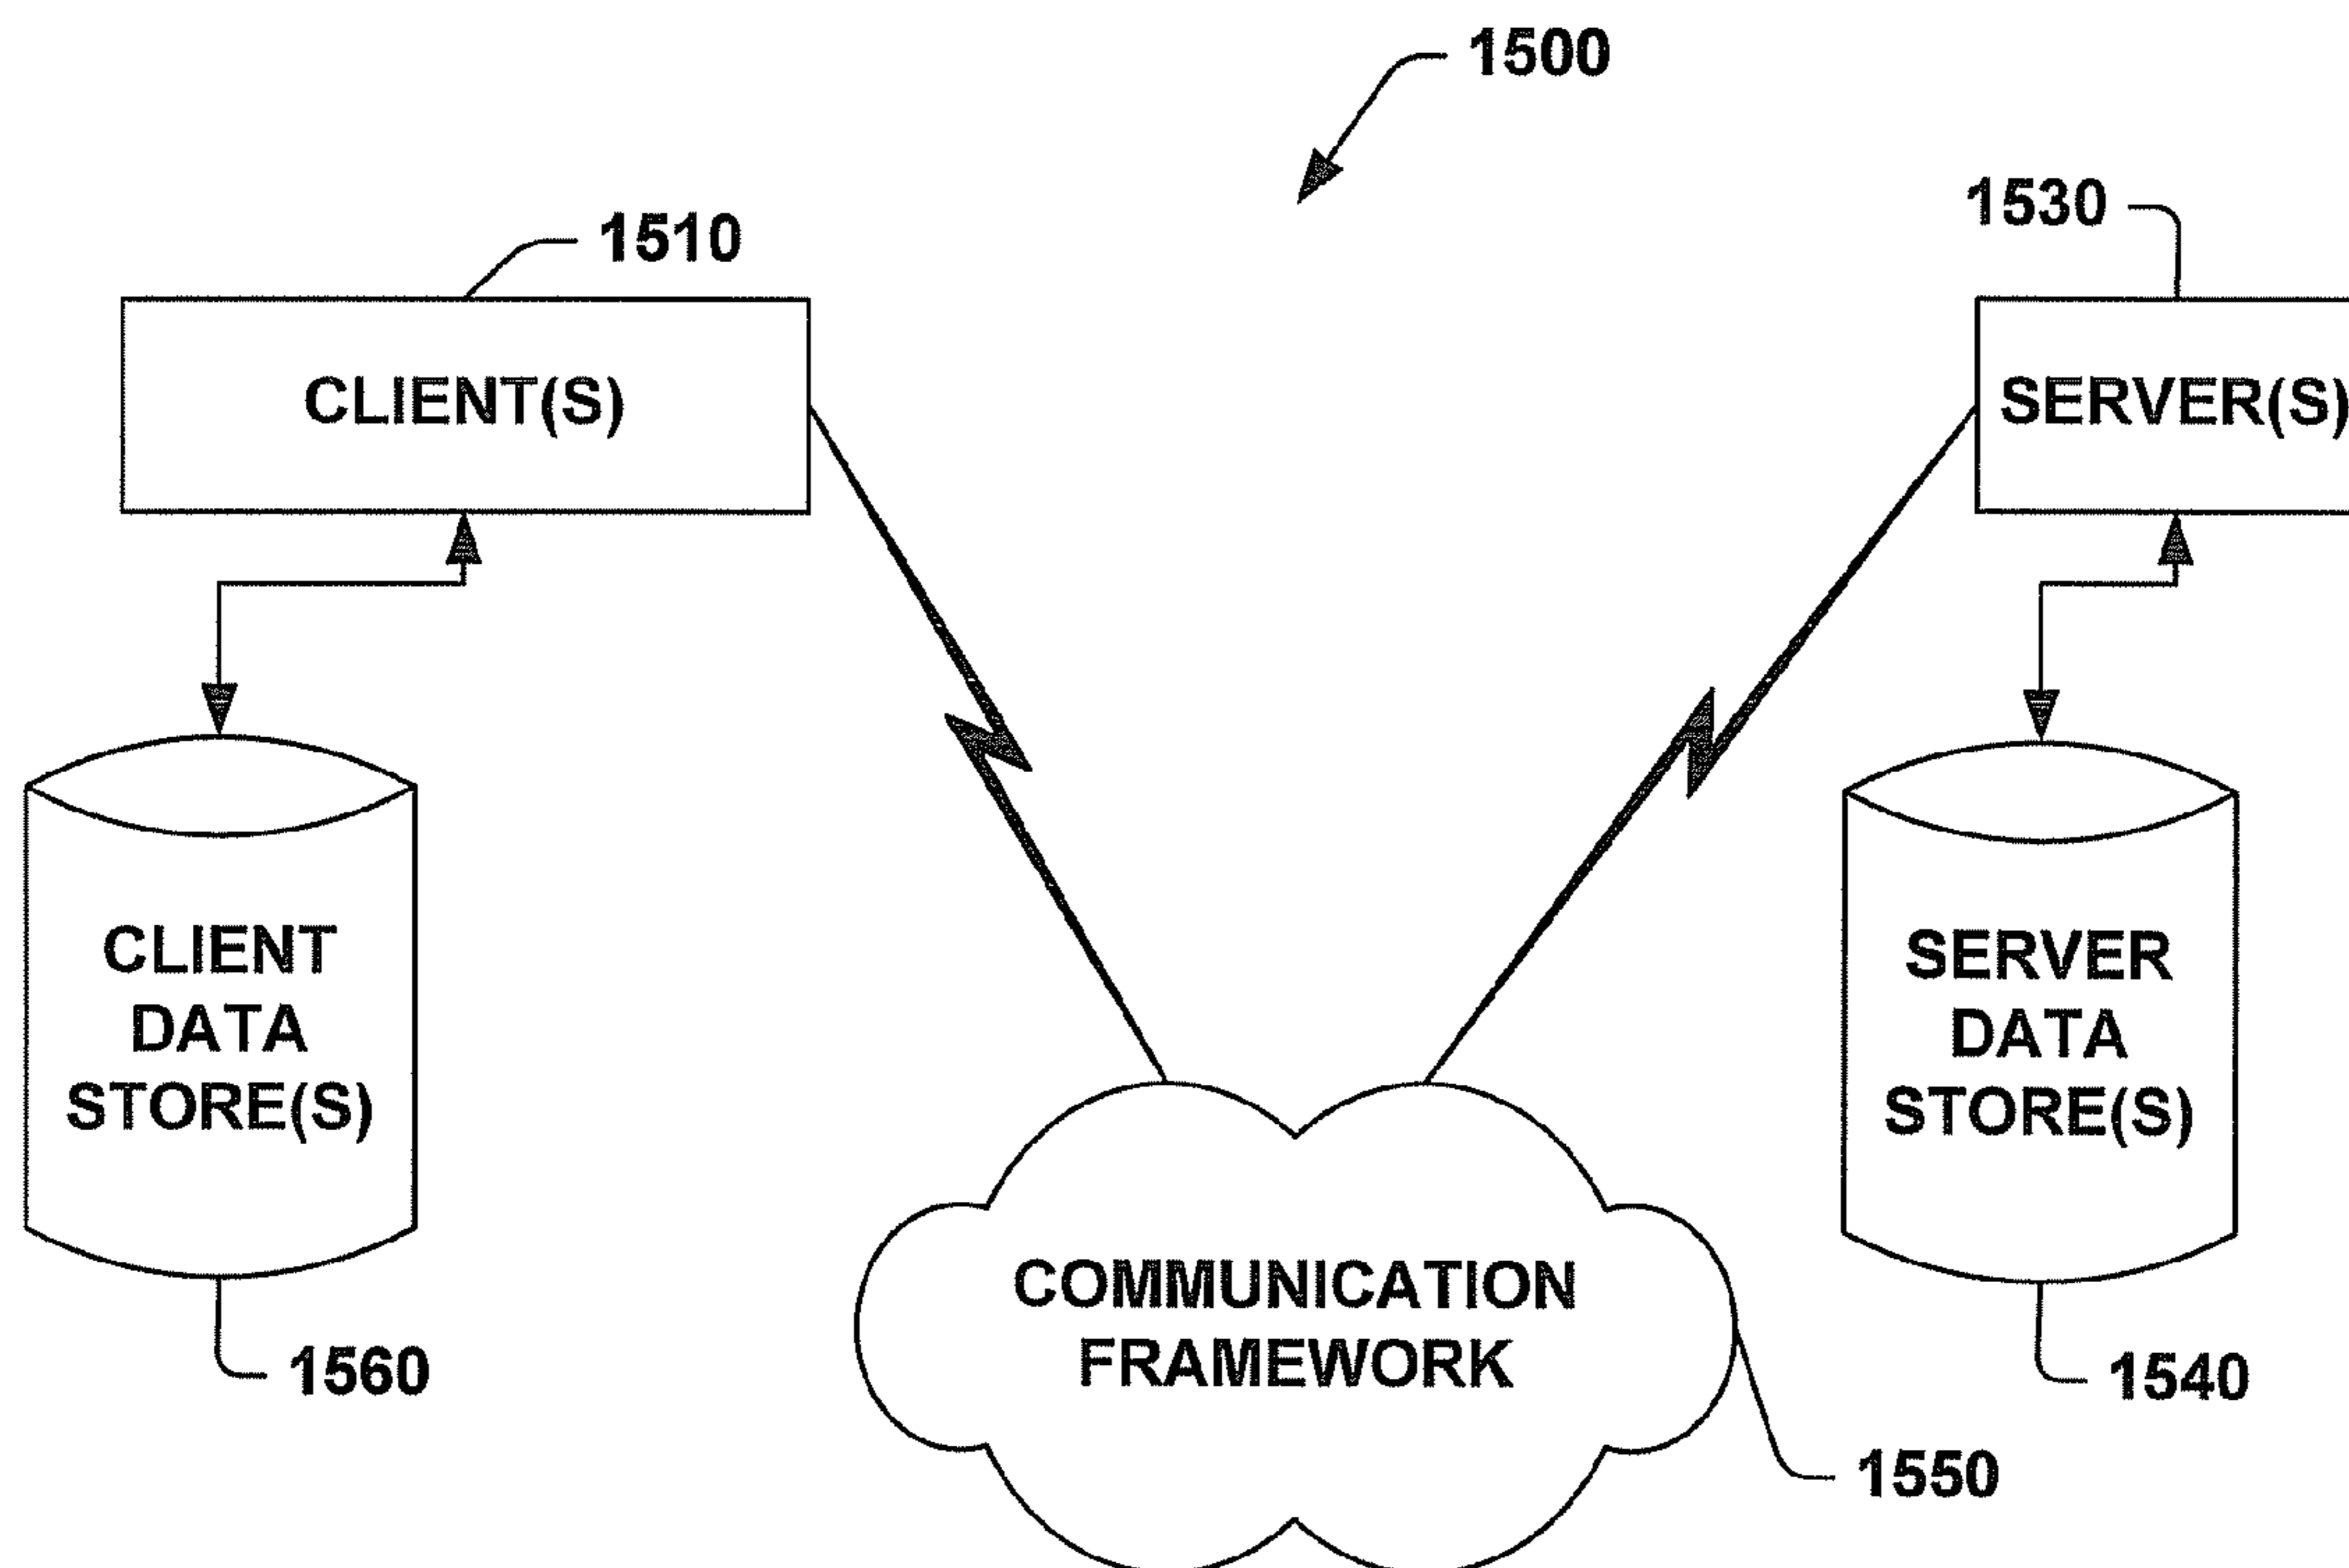 1500
1530
1510
CLIENT(S)
SERVER(S)
CLIENT
DATA
STORE(S)
SERVER
DATA
STORE(S)
COMMUNICATION
FRAMEWORK
1560
1540
1550